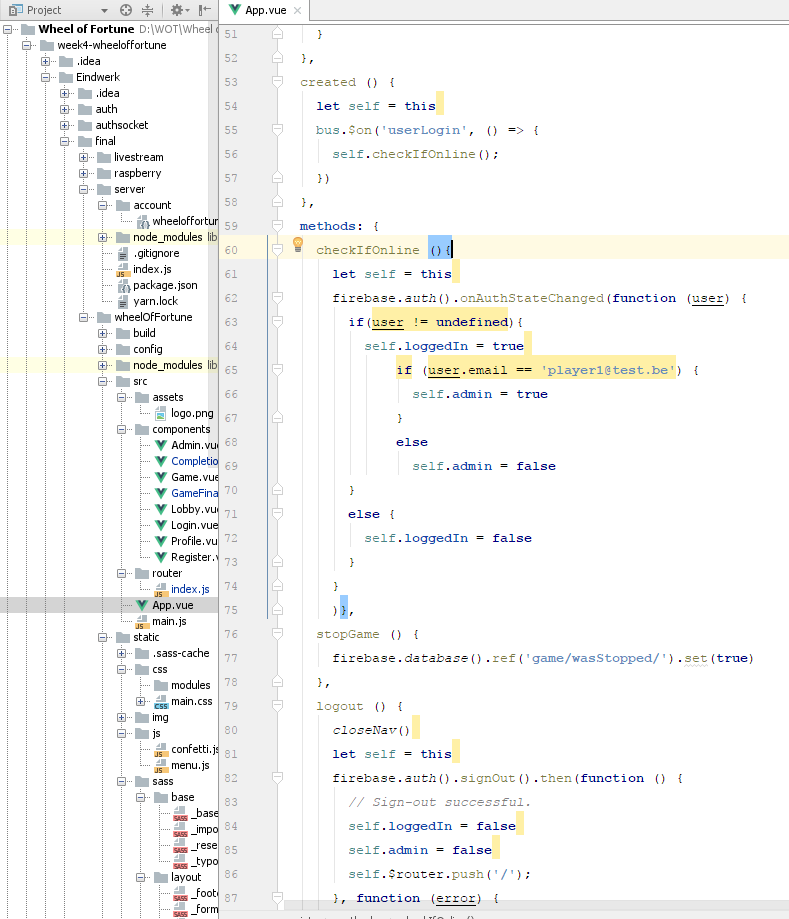 Project
Wheel of Fortune D:\WOT\Wheel
week4-wheeloffortune
.idea
Eindwerk
.idea
auth
authsocket
final
livestream
raspberry
server
account
wheeloffortun
node_modules lib
.gitignore
index.js
package.json
yarn.lock
wheelOfFortune
build
config
node_modules lib
src
assets
logo.png
components
Admin.vue
Completio
Game.vue
GameFina
Lobby.vu
Login.vue
Profile.vu
Register.v
router
index.js
App.vue
main.js
static
.sass-cache
css
modules
main.css
img
js
confetti.js
menu.js
sass
base
_base
_impo
_rese
_typo
layout
_foote
_form
App.vue
51 }
52 },
53 created () {
54 let self = this
55 bus.$on('userLogin', () => {
56 self.checkIfOnline();
57 })
58 },
59 methods: {
60 checkIfOnline (){
61 let self = this
62 firebase.auth().onAuthStateChanged(function (user) {
63 if(user != undefined){
64 self.loggedIn = true
65 if (user.email == 'player1@test.be') {
66 self.admin = true
67 }
68 else
69 self.admin = false
70 }
71 else {
72 self.loggedIn = false
73 }
74 }
75 )},
76 stopGame () {
77 firebase.database().ref('game/wasStopped/').set(true)
78 },
79 logout () {
80 closeNav()
81 let self = this
82 firebase.auth().signOut().then(function () {
83 // Sign-out successful.
84 self.loggedIn = false
85 self.admin = false
86 self.$router.push('/');
87 }, function (error) {